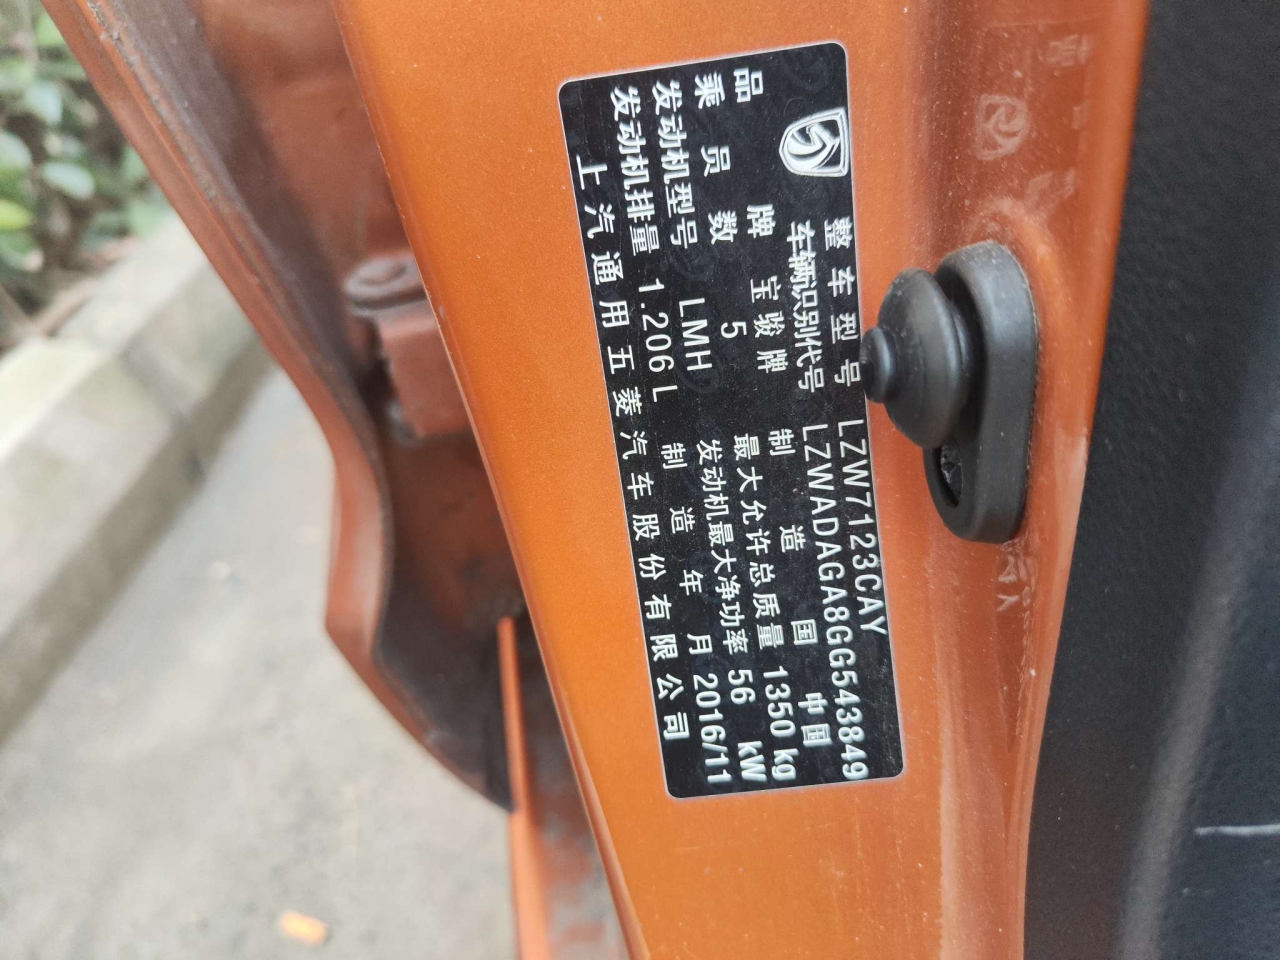 整车型号 LZW7123CAY
车辆识别代号 LZWADAGA8GG543849
品牌 宝骏牌 制造国 中国
乘员数 5 最大允许总质量 1350 kg
发动机型号 LMH 发动机最大净功率 56 kW
发动机排量 1.206 L 制造年月 2016/11
上汽通用五菱汽车股份有限公司